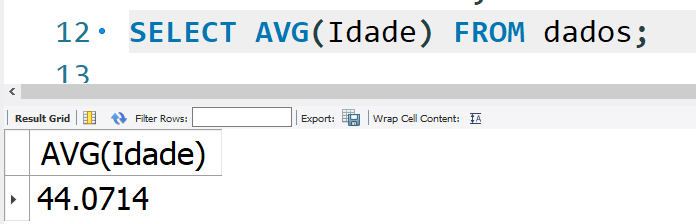 12 SELECT AVG(Idade) FROM dados;
13
Result Grid Filter Rows: Export: Wrap Cell Content: IA
AVG(Idade)
44.0714